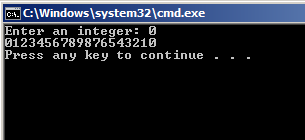 C:\Windows\system32\cmd.exe
Enter an integer: 0
0123456789876543210
Press any key to continue . . .